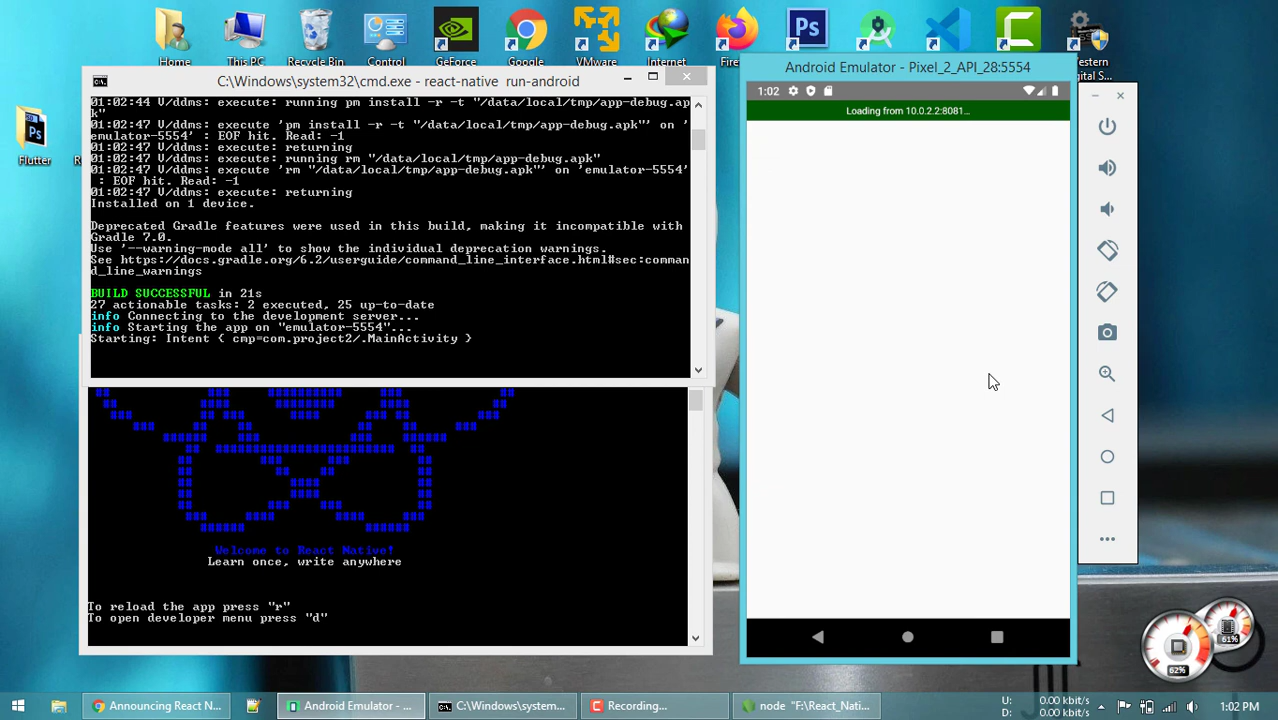 Home
This PC
Recycle Bin
Control
GeForce
Google
VMware
Internet
Ps
Digital S...
Ps
Flutter
C:\Windows\system32\cmd.exe - react-native run-android
01:02:44 V/ddms: execute: running pm install -r -t "/data/local/tmp/app-debug.ap
k"
01:02:47 V/ddms: execute 'pm install -r -t "/data/local/tmp/app-debug.apk"' on '
emulator-5554' : EOF hit. Read: -1
01:02:47 V/ddms: execute: returning
01:02:47 V/ddms: execute: running rm "/data/local/tmp/app-debug.apk"
01:02:47 V/ddms: execute 'rm "/data/local/tmp/app-debug.apk"' on 'emulator-5554'
: EOF hit. Read: -1
01:02:47 V/ddms: execute: returning
Installed on 1 device.
Deprecated Gradle features were used in this build, making it incompatible with
Gradle 7.0.
Use '--warning-mode all' to show the individual deprecation warnings.
See https://docs.gradle.org/6.2/userguide/command_line_interface.html#sec:comman
d_line_warnings
BUILD SUCCESSFUL in 21s
27 actionable tasks: 2 executed, 25 up-to-date
info Connecting to the development server...
info Starting the app on "emulator-5554"...
Starting: Intent { cmp=com.project2/.MainActivity }
Welcome to React Native!
Learn once, write anywhere
To reload the app press "r"
To open developer menu press "d"
Android Emulator - Pixel_2_API_28:5554
1:02
Loading from 10.0.2.2:8081...
62%
61%
Announcing React N...
Android Emulator - ...
C:\Windows\system...
Recording...
node "F:\React_Nati...
U: 0.00 kbit/s
D: 0.00 kbit/s
1:02 PM